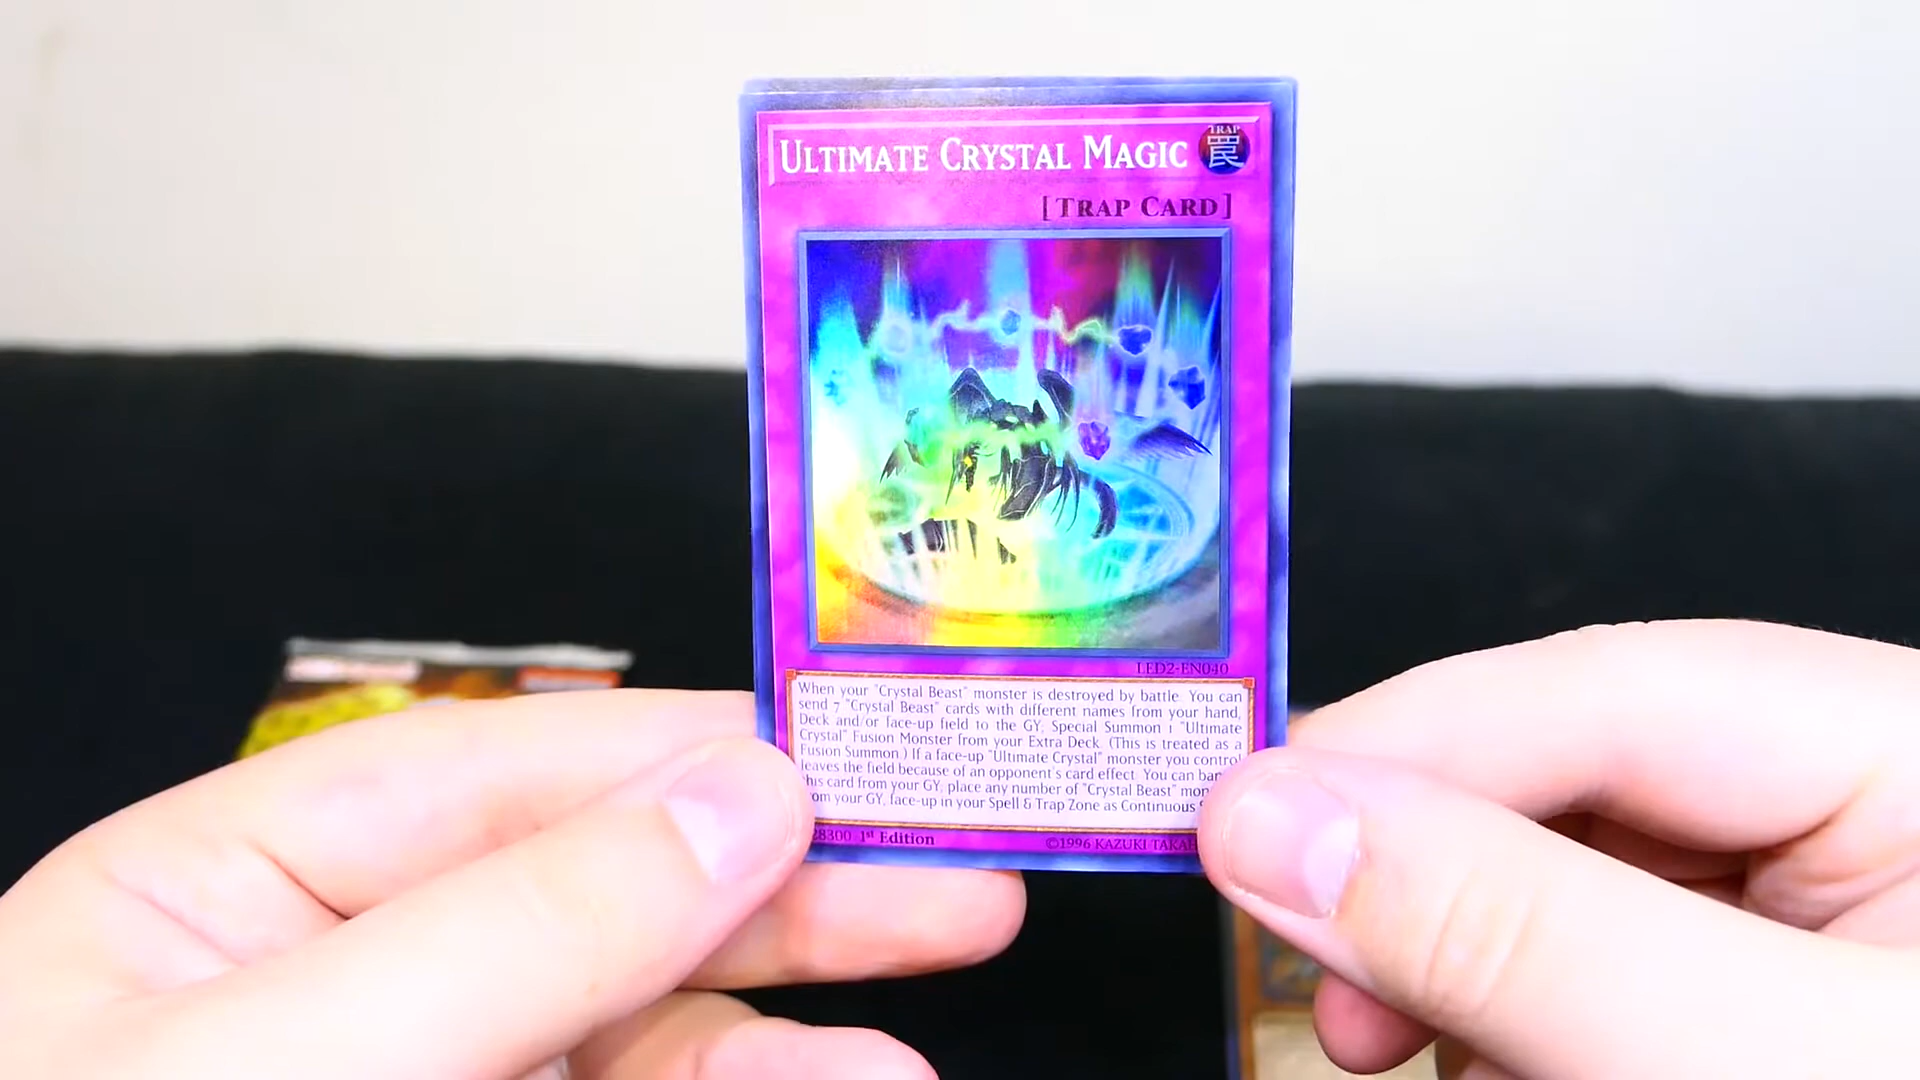 ULTIMATE CRYSTAL MAGIC
TRAP
罠
[TRAP CARD]
LED2-EN040
When your "Crystal Beast" monster is destroyed by battle: You can
send 7 "Crystal Beast" cards with different names from your hand,
Deck and/or face-up field to the GY; Special Summon 1 "Ultimate
Crystal" Fusion Monster from your Extra Deck. (This is treated as a
Fusion Summon.) If a face-up "Ultimate Crystal" monster you control
leaves the field because of an opponent's card effect: You can
this card from your GY; place any number of "Crystal Beast"
from your GY, face-up in your Spell & Trap Zone as Continuous
28300 1st Edition
©1996 KAZUKI